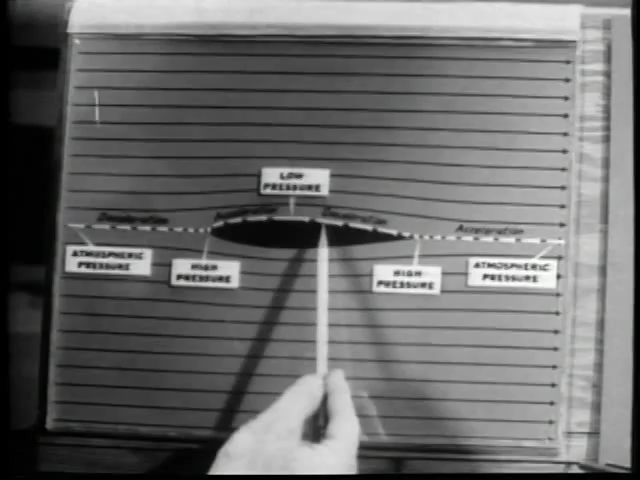 LOW
PRESSURE
Deceleration
Acceleration
Deceleration
Acceleration
ATMOSPHERIC
PRESSURE
HIGH
PRESSURE
HIGH
PRESSURE
ATMOSPHERIC
PRESSURE